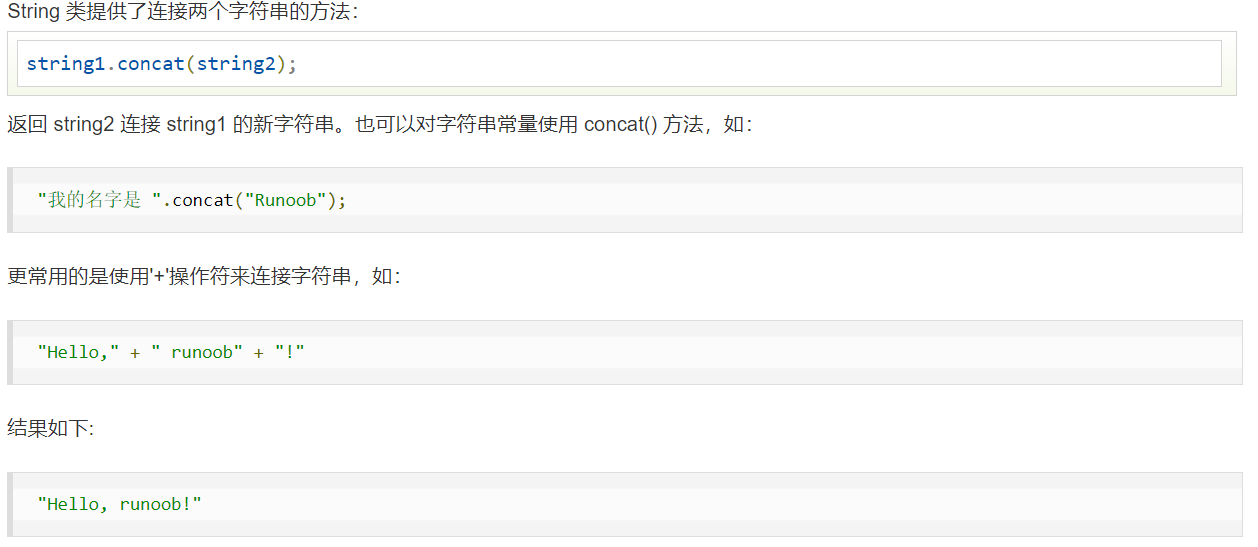 String 类提供了连接两个字符串的方法：
string1.concat(string2);
返回 string2 连接 string1 的新字符串。也可以对字符串常量使用 concat() 方法，如：
"我的名字是 ".concat("Runoob");
更常用的是使用'+'操作符来连接字符串，如：
"Hello," + " runoob" + "!"
结果如下:
"Hello, runoob!"